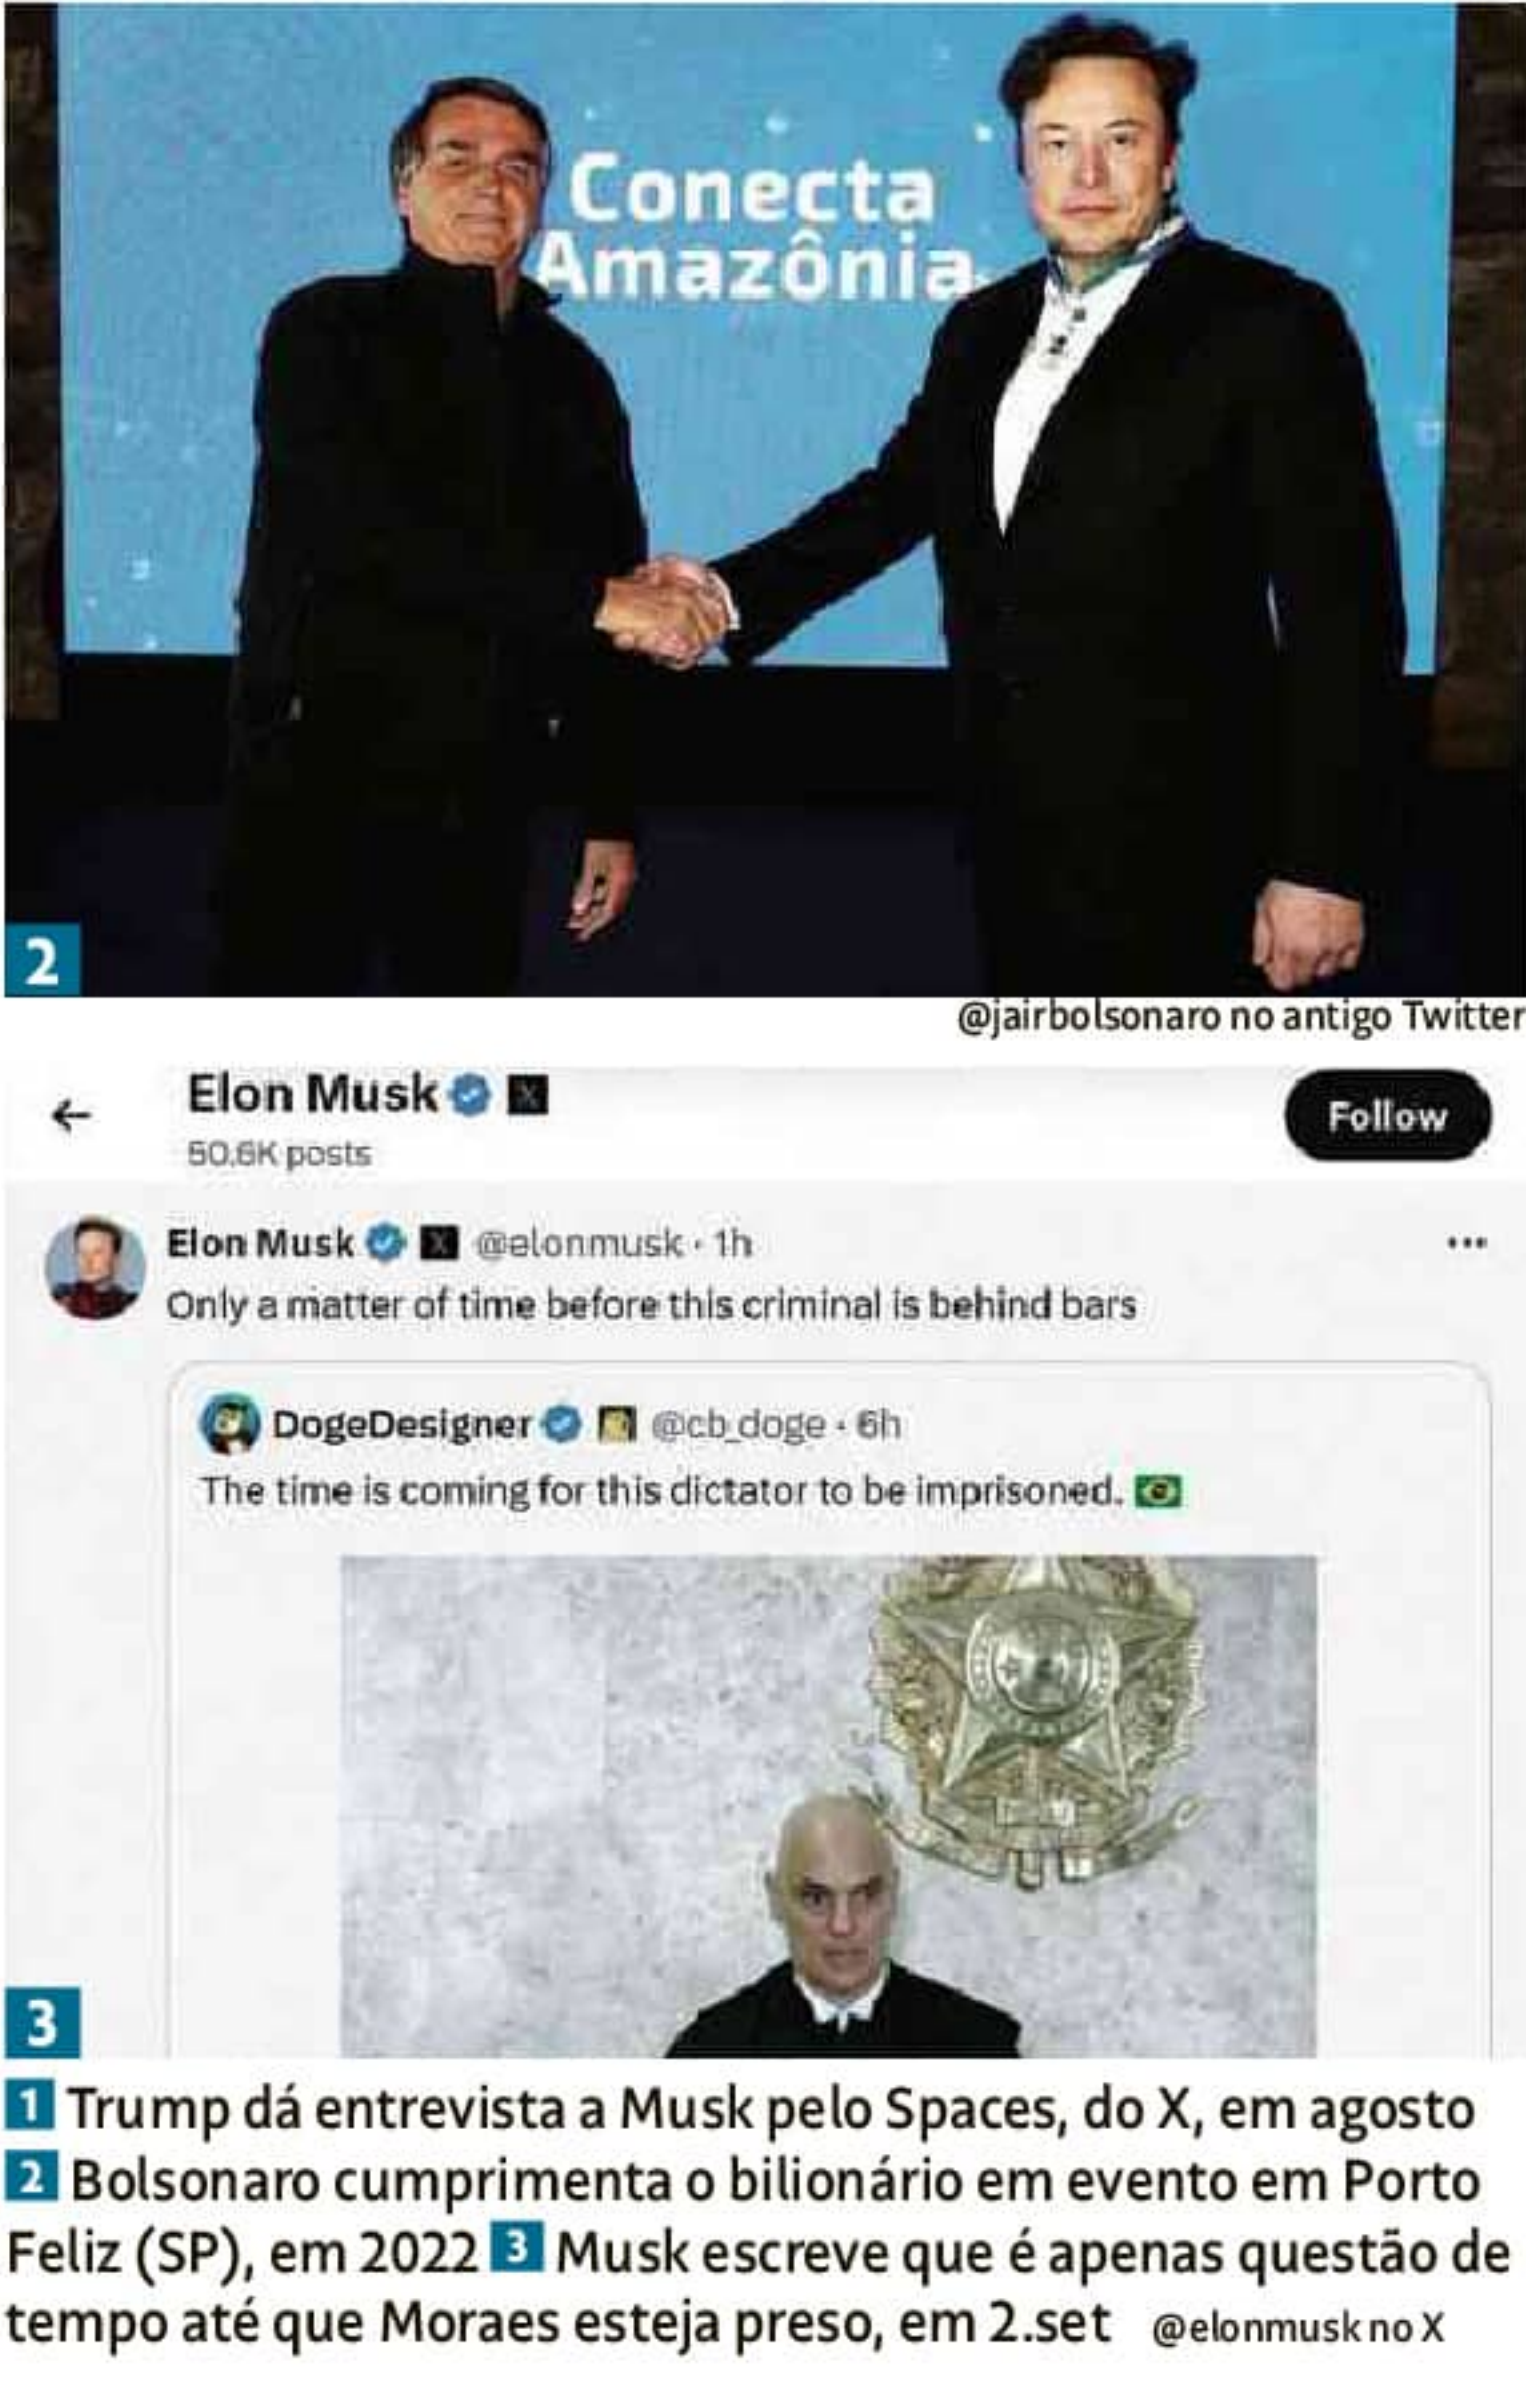 Conecta
Amazônia
2
@jairbolsonaro no antigo Twitter
Elon Musk
50.6K posts
Follow
Elon Musk @elonmusk · 1h
Only a matter of time before this criminal is behind bars
DogeDesigner @cb_doge · 6h
The time is coming for this dictator to be imprisoned.
3
1 Trump dá entrevista a Musk pelo Spaces, do X, em agosto
2 Bolsonaro cumprimenta o bilionário em evento em Porto
Feliz (SP), em 2022 3 Musk escreve que é apenas questão de
tempo até que Moraes esteja preso, em 2.set @elonmusk no X